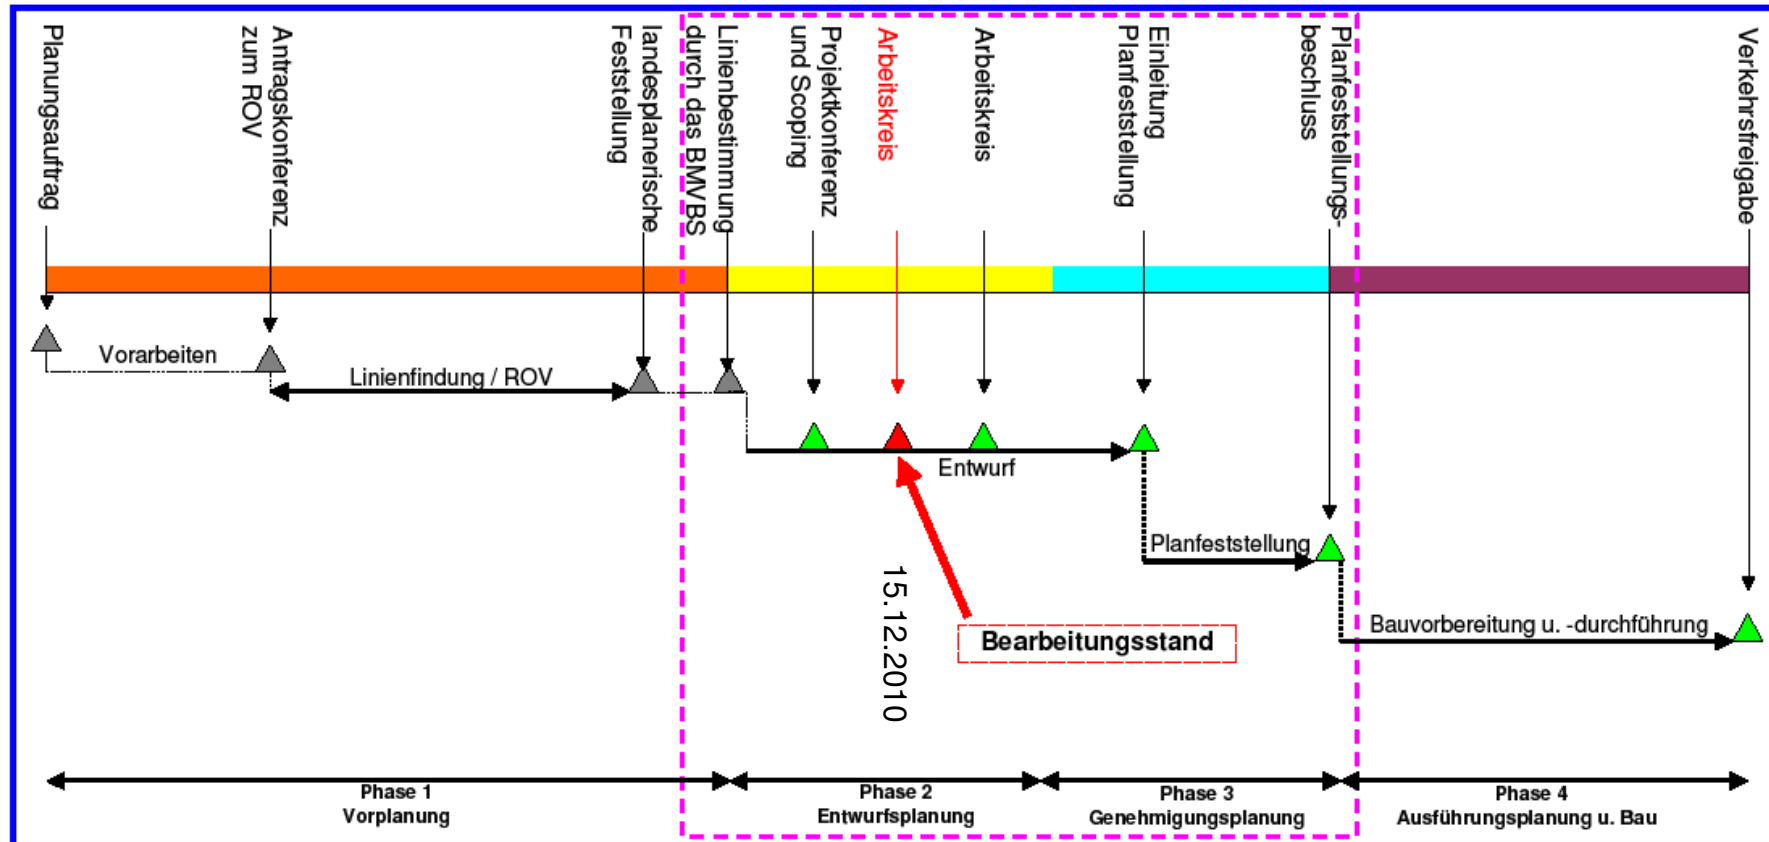 Planungsauftrag
Antragskonferenz
zum ROV
landesplanerische
Feststellung
Linienbestimmung
durch das BMVBS
Projektkonferenz
und Scoping
Arbeitskreis
Arbeitskreis
Einleitung
Planfeststellung
Planfeststellungs-
beschluss
Verkehrsfreigabe
Vorarbeiten
Linienfindung / ROV
Entwurf
Planfeststellung
15.12.2010
Bearbeitungsstand
Bauvorbereitung u. -durchführung
Phase 1
Vorplanung
Phase 2
Entwurfsplanung
Phase 3
Genehmigungsplanung
Phase 4
Ausführungsplanung u. Bau